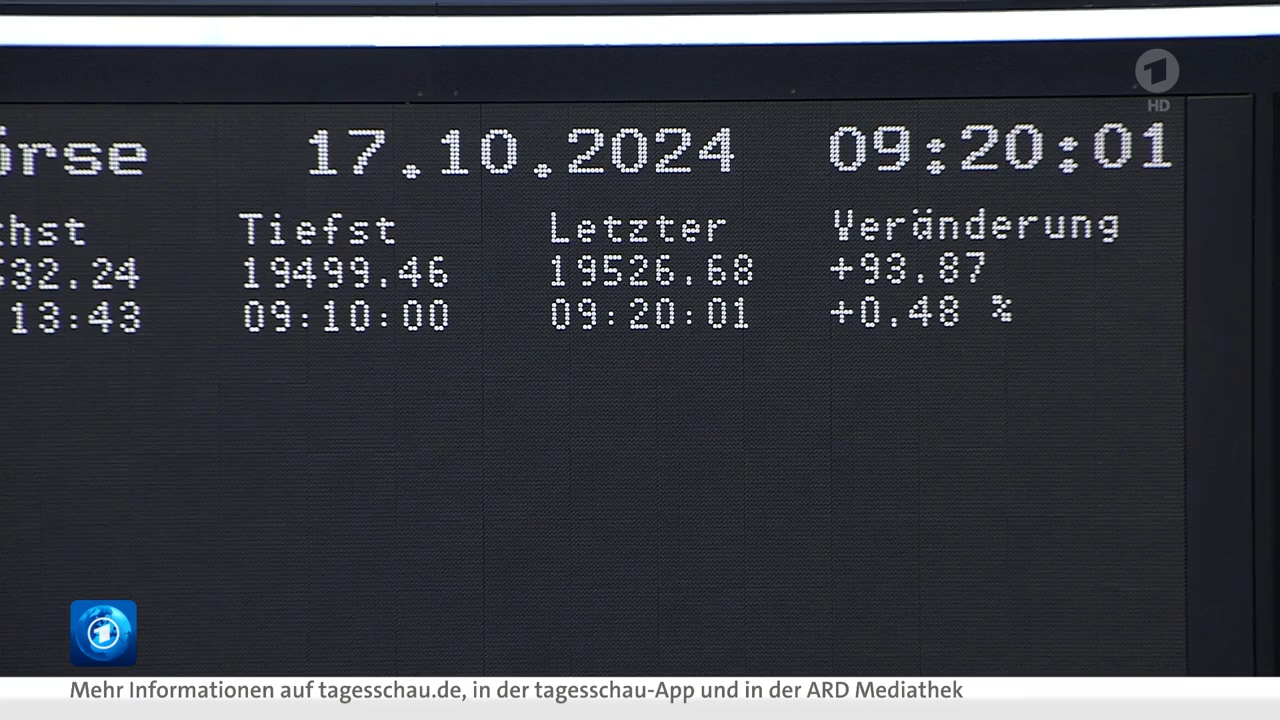 HD
örse 17.10.2024 09:20:01
chst Tiefst Letzter Veränderung
532.24 19499.46 19526.68 +93.87
13:43 09:10:00 09:20:01 +0.48 %
Mehr Informationen auf tagesschau.de, in der tagesschau-App und in der ARD Mediathek